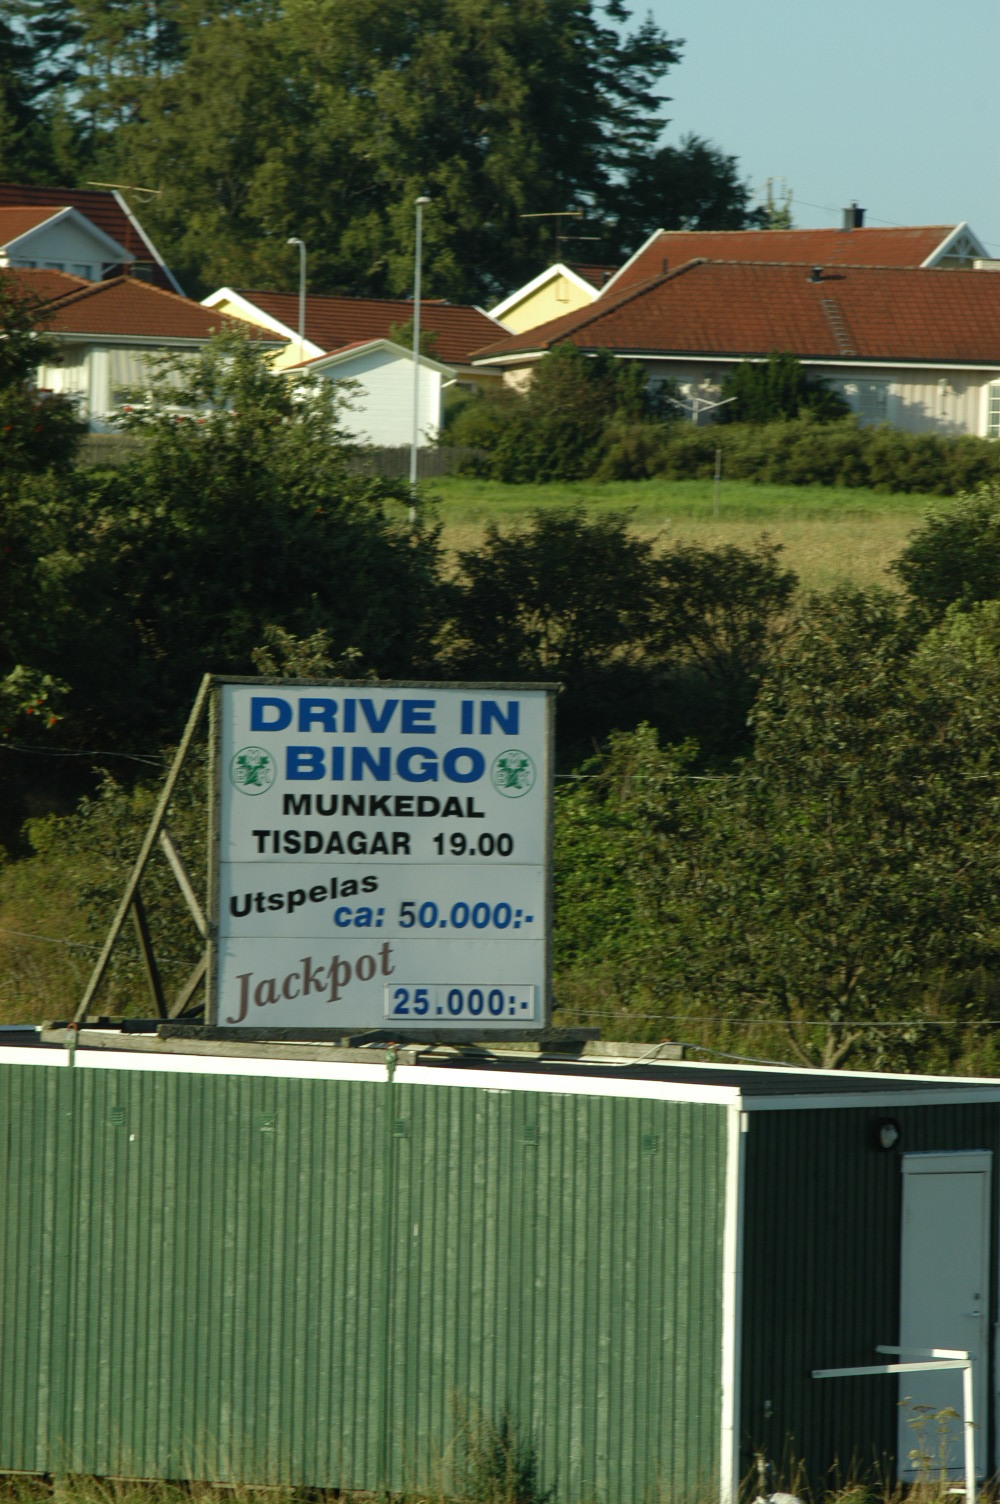 DRIVE IN
BINGO
MUNKEDAL
TISDAGAR 19.00
Utspelas
ca: 50.000:-
Jackpot
25.000:-